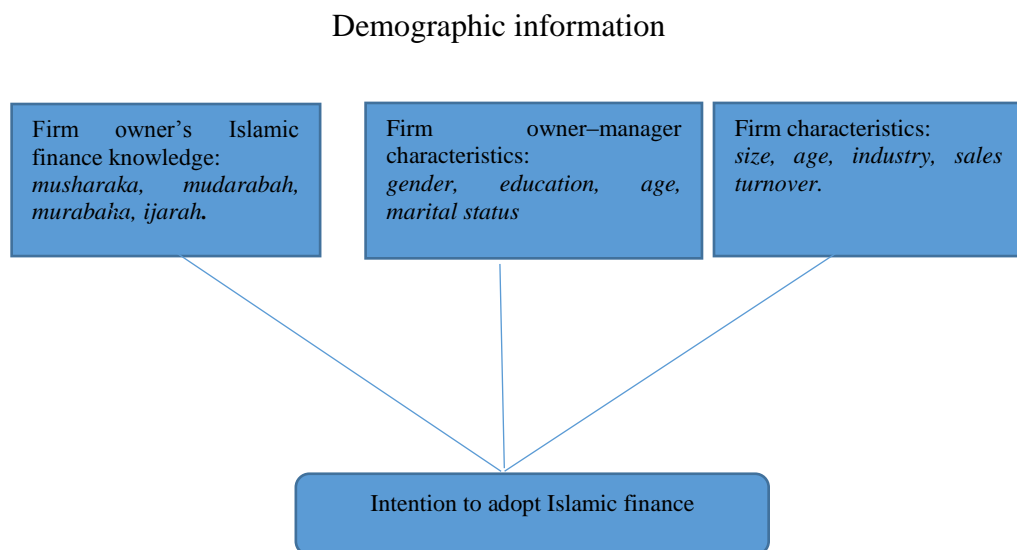 Demographic information
Firm owner's Islamic
finance knowledge:
musharaka, mudarabah,
murabaha, ijarah.
Firm owner–manager
characteristics:
gender, education, age,
marital status
Firm characteristics:
size, age, industry, sales
turnover.
Intention to adopt Islamic finance